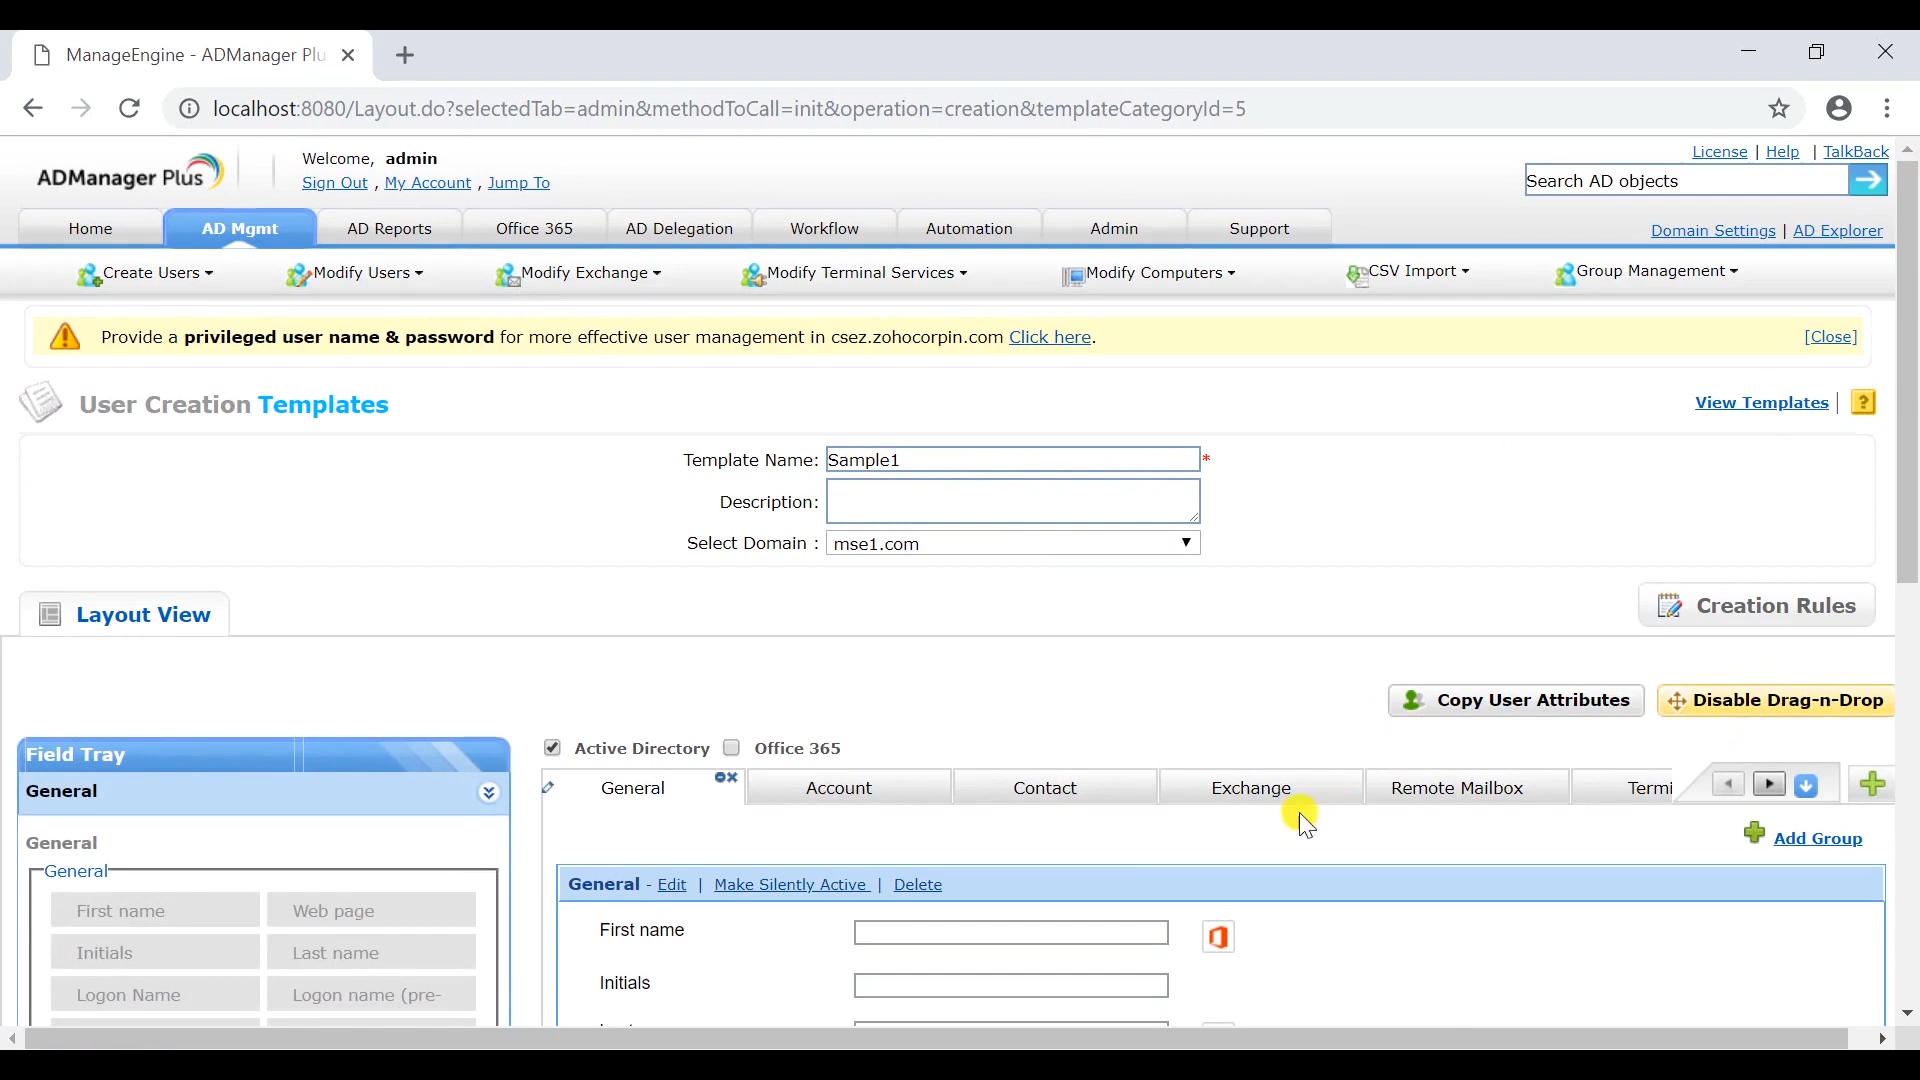 ManageEngine - ADManager Plu
localhost:8080/Layout.do?selectedTab=admin&methodToCall=init&operation=creation&templateCategoryId=5
ADManager Plus
Welcome, admin
Sign Out , My Account , Jump To
License | Help | TalkBack
Search AD objects
Home AD Mgmt AD Reports Office 365 AD Delegation Workflow Automation Admin Support
Domain Settings | AD Explorer
Create Users Modify Users Modify Exchange Modify Terminal Services Modify Computers CSV Import Group Management
Provide a privileged user name & password for more effective user management in csez.zohocorpin.com Click here. [Close]
User Creation Templates
View Templates | ?
Template Name: Sample1 *
Description:
Select Domain : mse1.com
Layout View
Creation Rules
Copy User Attributes Disable Drag-n-Drop
Field Tray
General
General
General
First name Web page
Initials Last name
Logon Name Logon name (pre-
Active Directory Office 365
General Account Contact Exchange Remote Mailbox Termi
Add Group
General - Edit | Make Silently Active | Delete
First name
Initials